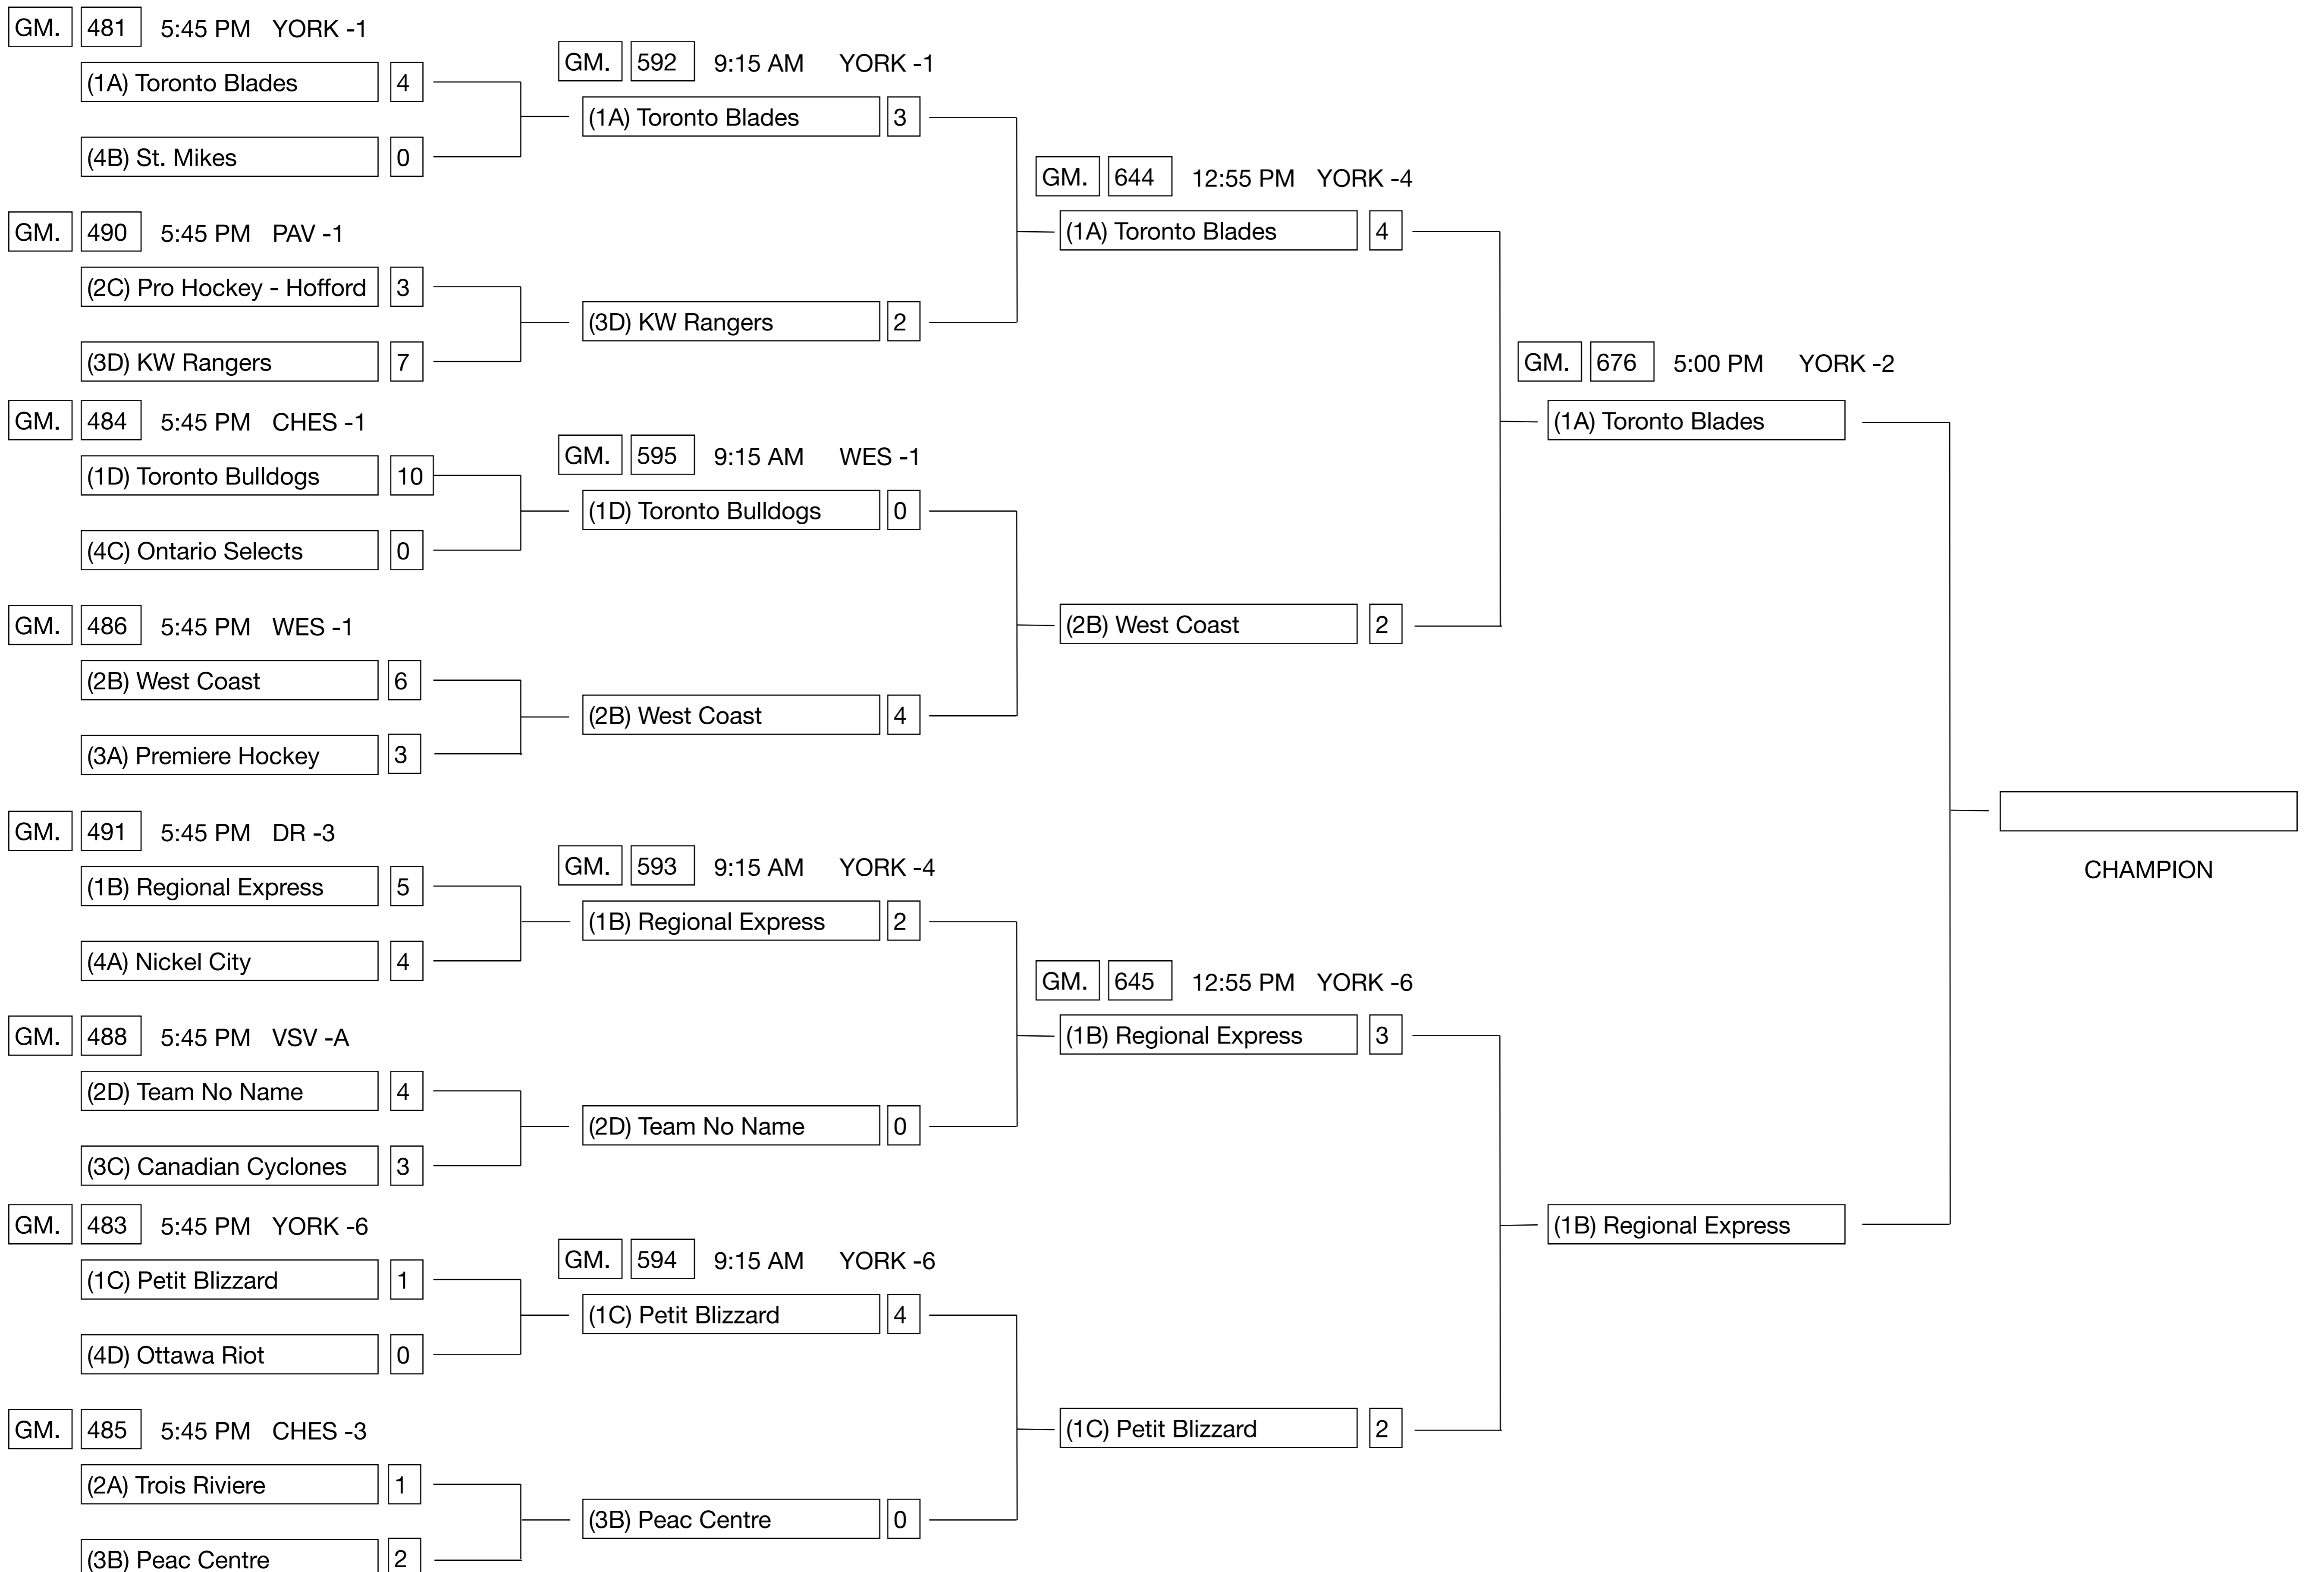 GM. 481 5:45 PM YORK -1
(1A) Toronto Blades 4
(4B) St. Mikes 0
GM. 490 5:45 PM PAV -1
(2C) Pro Hockey - Hofford 3
(3D) KW Rangers 7
GM. 484 5:45 PM CHES -1
(1D) Toronto Bulldogs 10
(4C) Ontario Selects 0
GM. 486 5:45 PM WES -1
(2B) West Coast 6
(3A) Premiere Hockey 3
GM. 491 5:45 PM DR -3
(1B) Regional Express 5
(4A) Nickel City 4
GM. 488 5:45 PM VSV -A
(2D) Team No Name 4
(3C) Canadian Cyclones 3
GM. 483 5:45 PM YORK -6
(1C) Petit Blizzard 1
(4D) Ottawa Riot 0
GM. 485 5:45 PM CHES -3
(2A) Trois Riviere 1
(3B) Peac Centre 2
GM. 592 9:15 AM YORK -1
(1A) Toronto Blades 3
(3D) KW Rangers 2
GM. 595 9:15 AM WES -1
(1D) Toronto Bulldogs 0
(2B) West Coast 4
GM. 593 9:15 AM YORK -4
(1B) Regional Express 2
(2D) Team No Name 0
GM. 594 9:15 AM YORK -6
(1C) Petit Blizzard 4
(3B) Peac Centre 0
GM. 644 12:55 PM YORK -4
(1A) Toronto Blades 4
(2B) West Coast 2
GM. 645 12:55 PM YORK -6
(1B) Regional Express 3
(1C) Petit Blizzard 2
GM. 676 5:00 PM YORK -2
(1A) Toronto Blades
(1B) Regional Express
CHAMPION